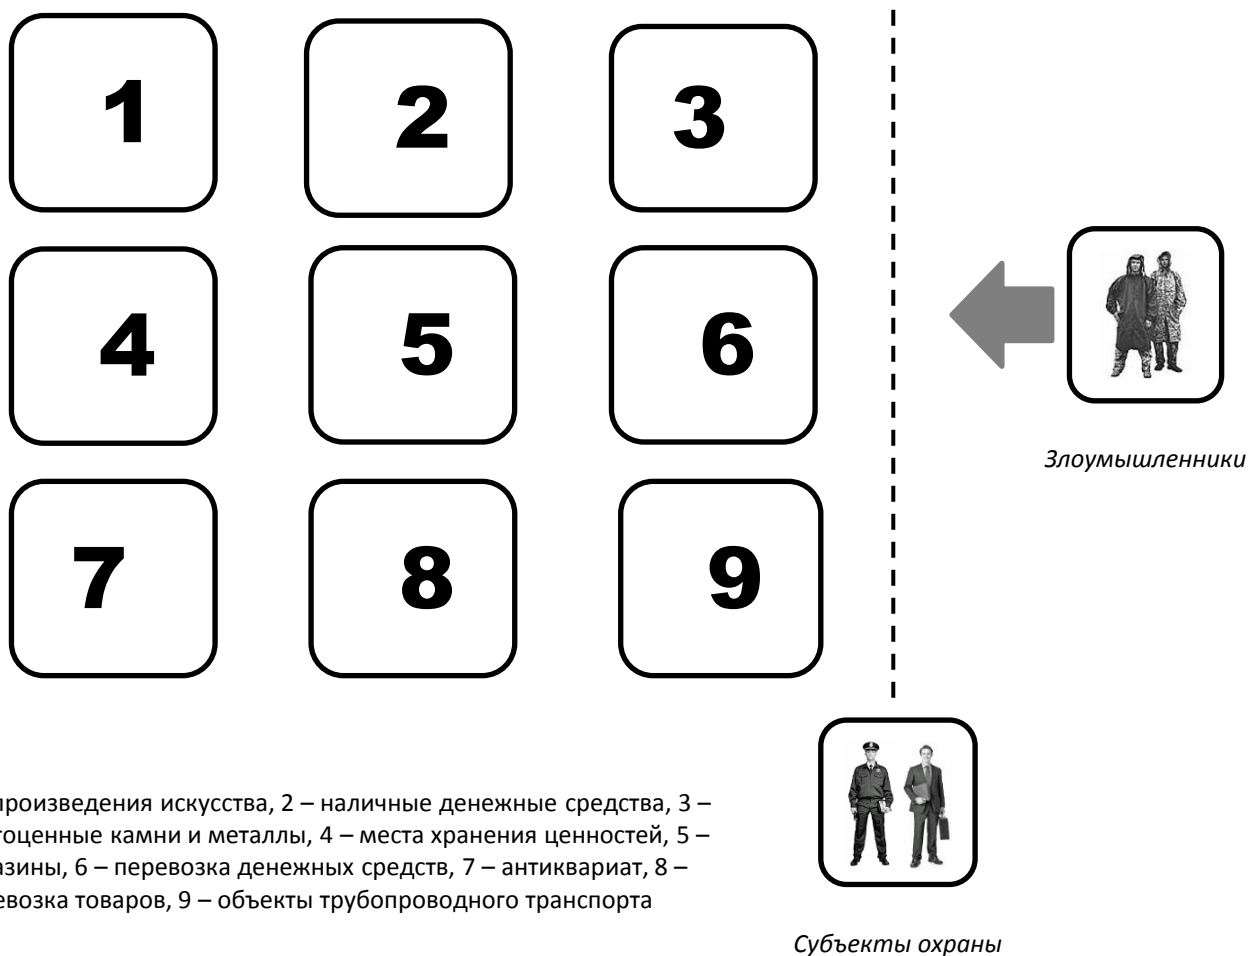 1 2 3
4 5 6
Злоумышленники
7 8 9
произведения искусства, 2 – наличные денежные средства, 3 –
тоценные камни и металлы, 4 – места хранения ценностей, 5 –
азины, 6 – перевозка денежных средств, 7 – антиквариат, 8 –
евозка товаров, 9 – объекты трубопроводного транспорта
Субъекты охраны